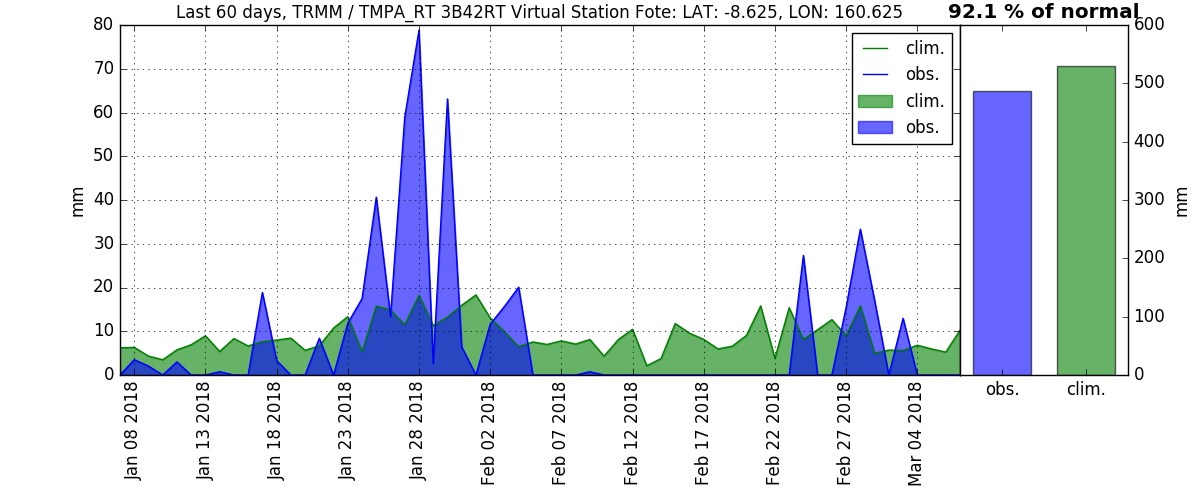 Last 60 days, TRMM / TMPA_RT 3B42RT Virtual Station Fote: LAT: -8.625, LON: 160.625
92.1 % of normal
80
70
60
50
40
30
20
10
0
mm
clim.
obs.
clim.
obs.
Jan 08 2018
Jan 13 2018
Jan 18 2018
Jan 23 2018
Jan 28 2018
Feb 02 2018
Feb 07 2018
Feb 12 2018
Feb 17 2018
Feb 22 2018
Feb 27 2018
Mar 04 2018
600
500
400
300
200
100
0
mm
obs.
clim.